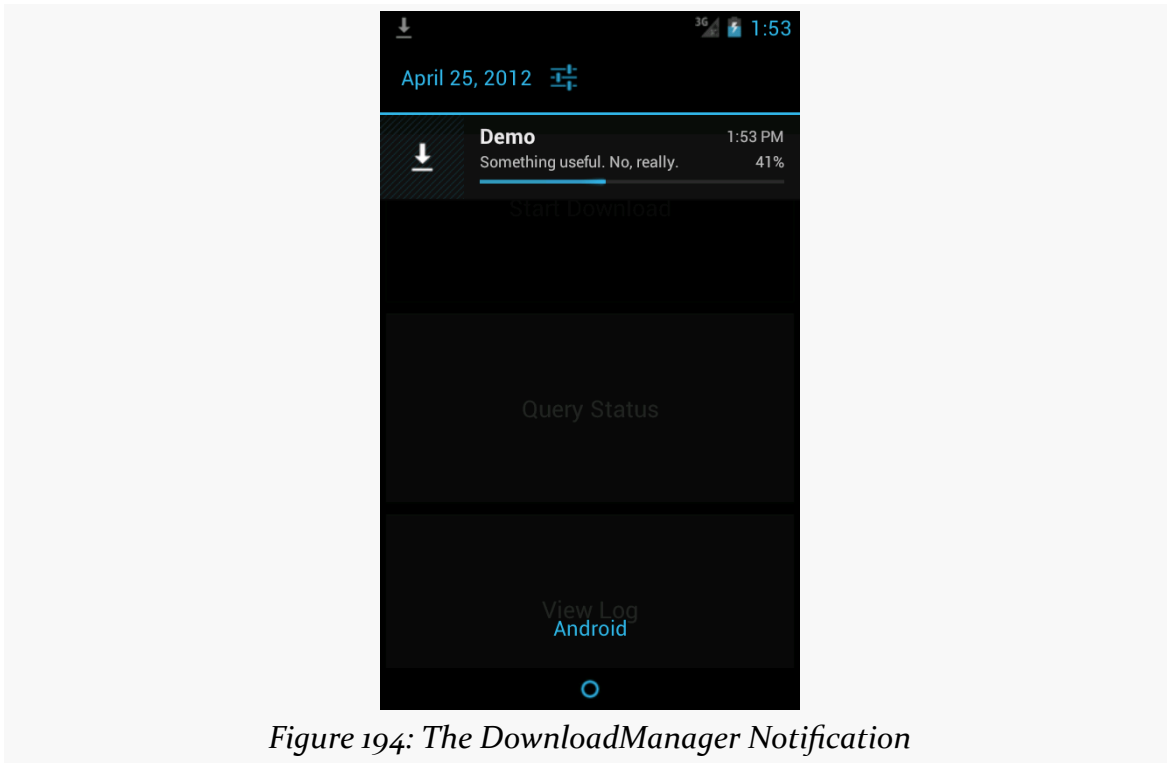 3G 1:53
April 25, 2012
Demo 1:53 PM
Something useful. No, really. 41%
Start Download
Query Status
View Log
Android
Figure 194: The DownloadManager Notification